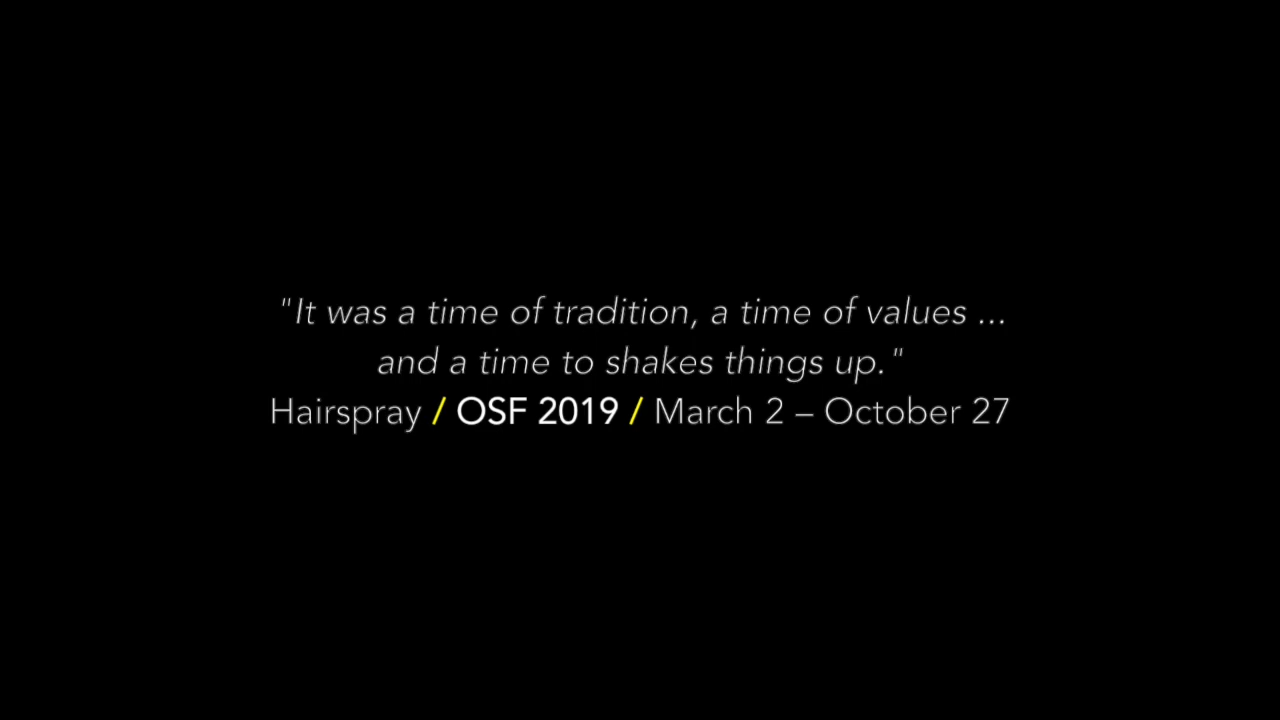 "It was a time of tradition, a time of values ...
and a time to shakes things up."
Hairspray / OSF 2019 / March 2 – October 27